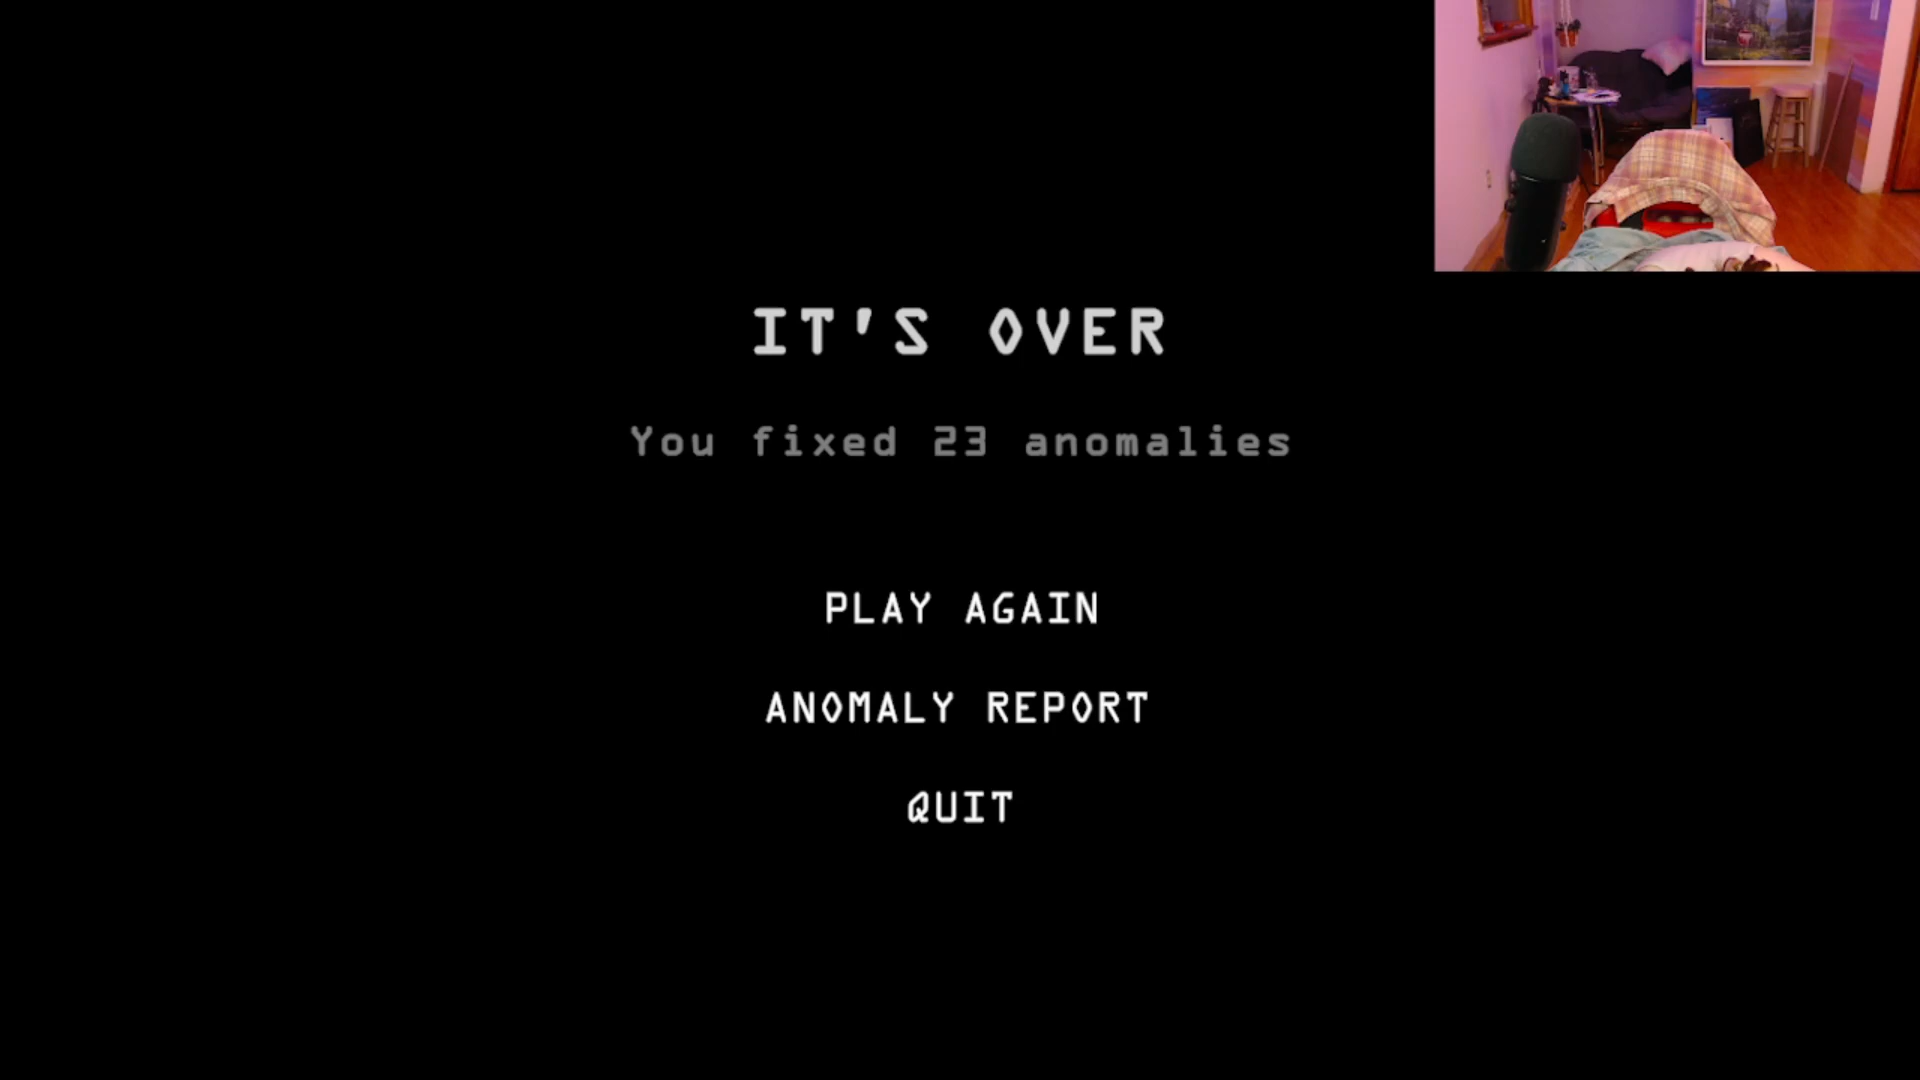 IT'S OVER
You fixed 23 anomalies
PLAY AGAIN
ANOMALY REPORT
QUIT